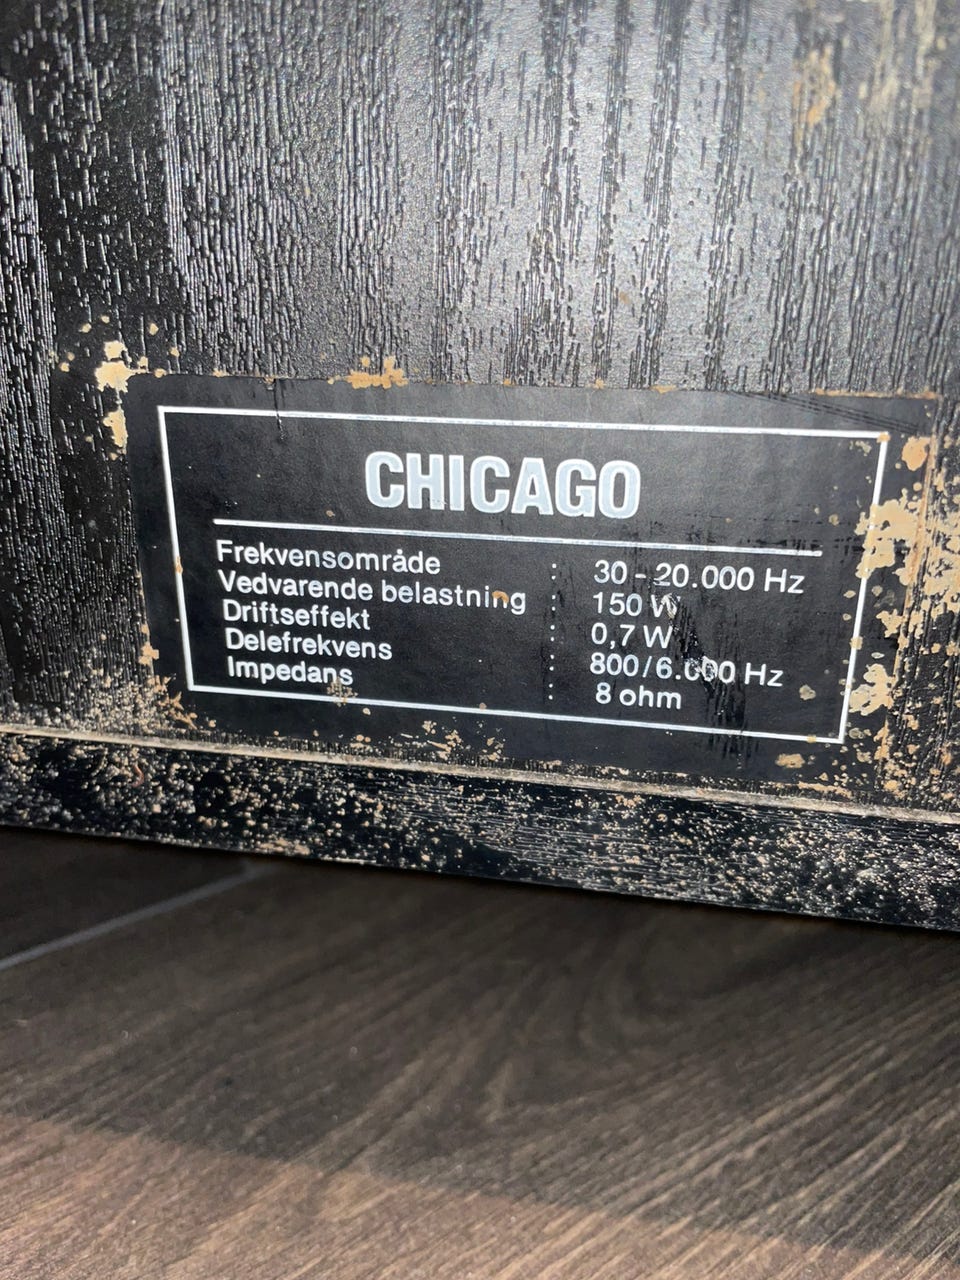 CHICAGO
Frekvensområde : 30 - 20.000 Hz
Vedvarende belastning : 150 W
Driftseffekt : 0,7 W
Delefrekvens : 800/6.000 Hz
Impedans : 8 ohm